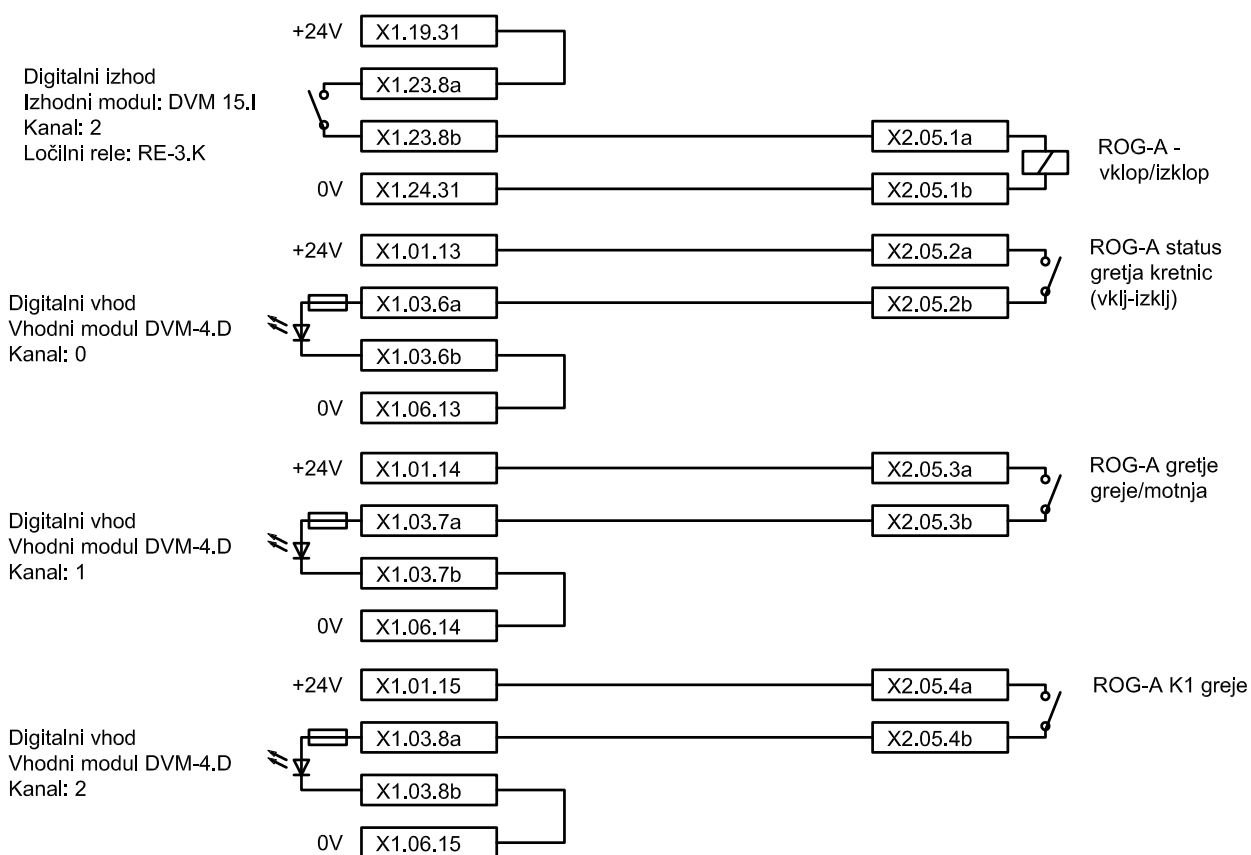 +24V X1.19.31
Digitalni izhod
Izhodni modul: DVM 15.I
Kanal: 2
Ločilni rele: RE-3.K
X1.23.8a
X1.23.8b X2.05.1a
0V X1.24.31 X2.05.1b
ROG-A -
vklop/izklop
+24V X1.01.13 X2.05.2a
ROG-A status
gretja kretnic
(vklj-izklj)
Digitalni vhod
Vhodni modul DVM-4.D
Kanal: 0
X1.03.6a X2.05.2b
X1.03.6b
0V X1.06.13
+24V X1.01.14 X2.05.3a
ROG-A gretje
greje/motnja
Digitalni vhod
Vhodni modul DVM-4.D
Kanal: 1
X1.03.7a X2.05.3b
X1.03.7b
0V X1.06.14
+24V X1.01.15 X2.05.4a
ROG-A K1 greje
Digitalni vhod
Vhodni modul DVM-4.D
Kanal: 2
X1.03.8a X2.05.4b
X1.03.8b
0V X1.06.15